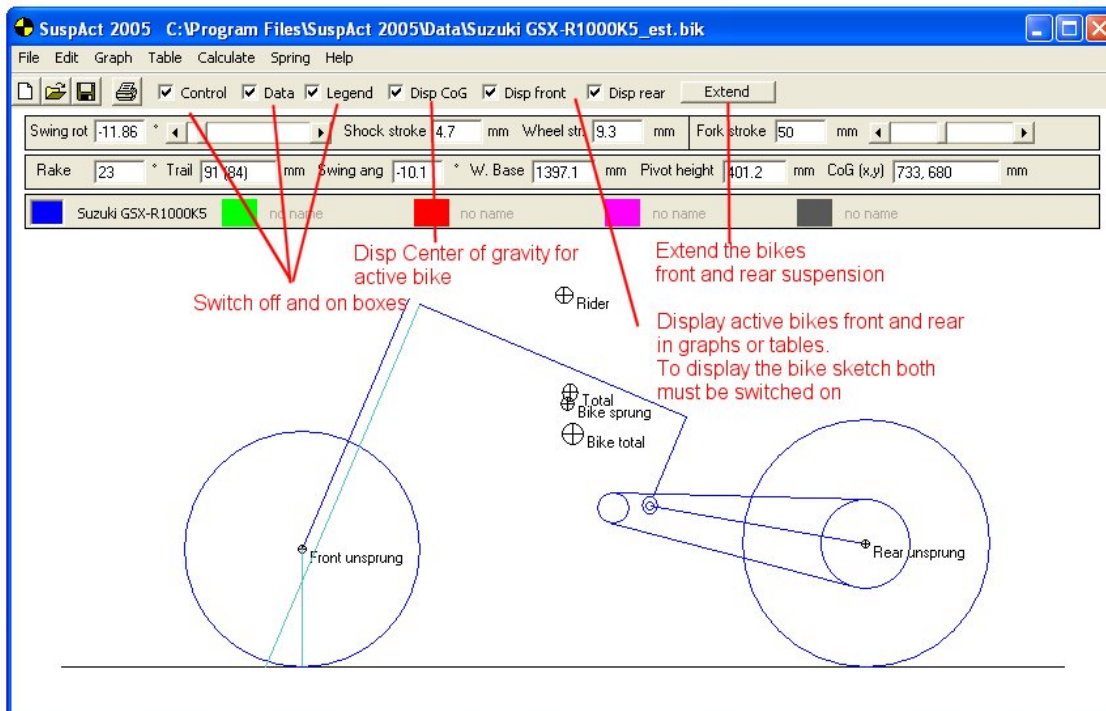 SuspAct 2005 C:\Program Files\SuspAct 2005\Data\Suzuki GSX-R1000K5_est.bik
File Edit Graph Table Calculate Spring Help
Control Data Legend Disp CoG Disp front Disp rear Extend
Swing rot -11.86 ° Shock stroke 4.7 mm Wheel str. 9.3 mm Fork stroke 50 mm
Rake 23 ° Trail 91 (84) mm Swing ang -10.1 ° W. Base 1397.1 mm Pivot height 401.2 mm CoG (x,y) 733, 680 mm
Suzuki GSX-R1000K5 no name no name no name no name
Disp Center of gravity for
active bike
Extend the bikes
front and rear suspension
Switch off and on boxes
Rider
Display active bikes front and rear
in graphs or tables.
To display the bike sketch both
must be switched on
Total
Bike sprung
Bike total
Front unsprung
Rear unsprung